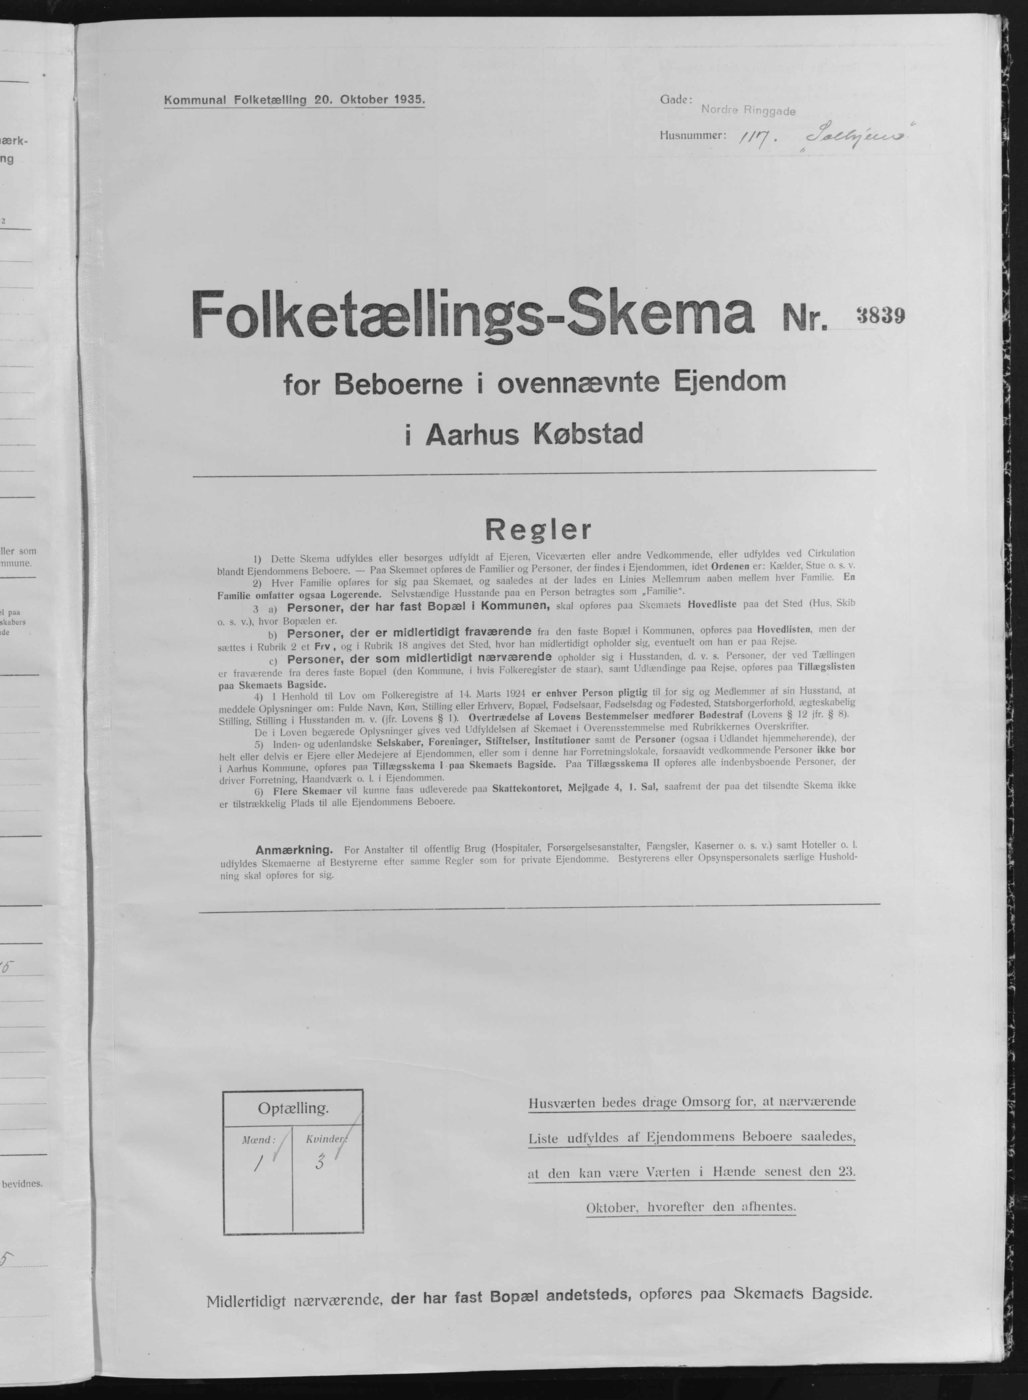 Kommunal Folketælling 20. Oktober 1935.
Gade:
Nordre Ringgade
Husnummer: 117.
Folketællings-Skema Nr. 3839
for Beboerne i ovennævnte Ejendom
i Aarhus Købstad
Regler
1) Dette Skema udfyldes eller besørges udfyldt af Ejeren, Viceværten eller andre Vedkommende, eller udfyldes ved Cirkulation
blandt Ejendommens Beboere. — Paa Skemaet opføres de Familier og Personer, der findes i Ejendommen, idet Ordenen er: Kælder, Stue o. s. v.
2) Hver Familie opføres for sig paa Skemaet, og saaledes at der lades en Linies Mellemrum aaben mellem hver Familie. En
Familie omfatter ogsaa Logerende. Selvstændige Husstande paa en Person betragtes som „Familie“.
3 a) Personer, der har fast Bopæl i Kommunen, skal opføres paa Skemaets Hovedliste paa det Sted (Hus, Skib
o. s. v.), hvor Bopælen er.
b) Personer, der er midlertidigt fraværende fra den faste Bopæl i Kommunen, opføres paa Hovedlisten, men der
sættes i Rubrik 2 et Frv , og i Rubrik 18 angives det Sted, hvor han midlertidigt opholder sig, eventuelt om han er paa Rejse.
c) Personer, der som midlertidigt nærværende opholder sig i Husstanden, d. v. s. Personer, der ved Tællingen
er fraværende fra deres faste Bopæl (den Kommune, i hvis Folkeregister de staar), samt Udlændinge paa Rejse, opføres paa Tillægslisten
paa Skemaets Bagside.
4) I Henhold til Lov om Folkeregistre af 14. Marts 1924 er enhver Person pligtig til for sig og Medlemmer af sin Husstand, at
meddele Oplysninger om: Fulde Navn, Køn, Stilling eller Erhverv, Bopæl, Fødselsaar, Fødselsdag og Fødested, Statsborgerforhold, ægteskabelig
Stilling, Stilling i Husstanden m. v. (jfr. Lovens § 1). Overtrædelse af Lovens Bestemmelser medfører Bødestraf (Lovens § 12 jfr. § 8).
De i Loven begærede Oplysninger gives ved Udfyldelsen af Skemaet i Overensstemmelse med Rubrikkernes Overskrifter.
5) Inden- og udenlandske Selskaber, Foreninger, Stiftelser, Institutioner samt de Personer (ogsaa i Udlandet hjemmehørende), der
helt eller delvis er Ejere eller Medejere af Ejendommen, eller som i denne har Forretningslokale, forsaavidt vedkommende Personer ikke bor
i Aarhus Kommune, opføres paa Tillægsskema I paa Skemaets Bagside. Paa Tillægsskema II opføres alle indenbysboende Personer, der
driver Forretning, Haandværk o. l. i Ejendommen.
6) Flere Skemaer vil kunne faas udleverede paa Skattekontoret, Mejlgade 4, 1. Sal, saafremt der paa det tilsendte Skema ikke
er tilstrækkelig Plads til alle Ejendommens Beboere.
Anmærkning. For Anstalter til offentlig Brug (Hospitaler, Forsørgelsesanstalter, Fængsler, Kaserner o. s. v.) samt Hoteller o. l.
udfyldes Skemaerne af Bestyrerne efter samme Regler som for private Ejendomme. Bestyrerens eller Opsynspersonalets særlige Hushold-
ning skal opføres for sig.
Optælling.
Mænd: Kvinder:
1 3
Husværten bedes drage Omsorg for, at nærværende
Liste udfyldes af Ejendommens Beboere saaledes,
at den kan være Værten i Hænde senest den 23.
Oktober, hvorefter den afhentes.
Midlertidigt nærværende, der har fast Bopæl andetsteds, opføres paa Skemaets Bagside.
ærk-
ng
2
ller som
mmune.
el paa
skabers
de
5
bevidnes.
5